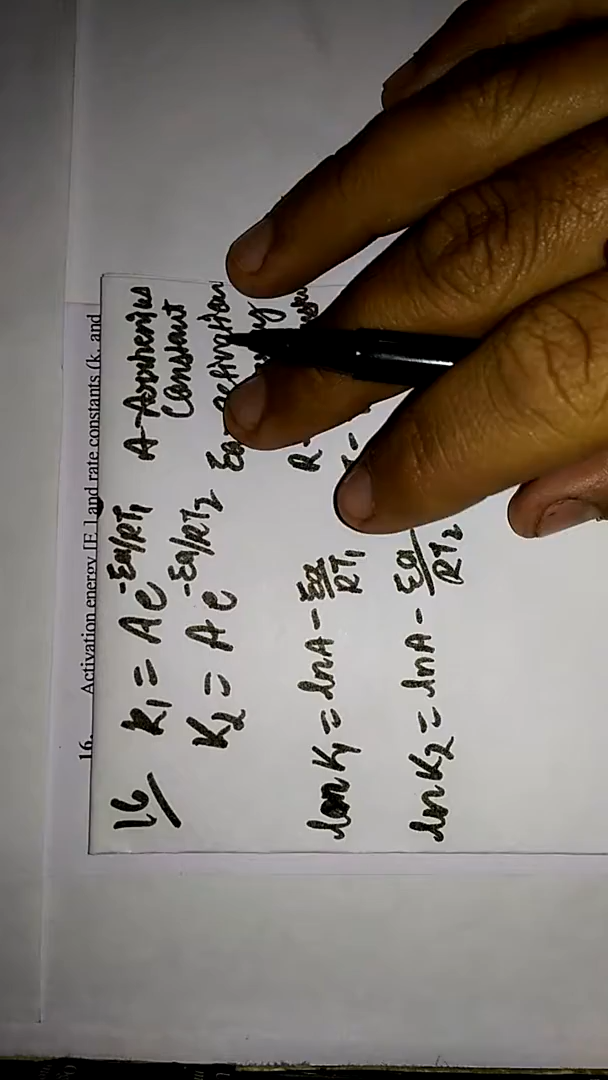 16. Activation energy [E ] and rate constants (k, and
16/ K₁ = Ae^-Ea/RT₁ A - Arrhenius Constant
K₂ = Ae^-Ea/RT₂ Ea activation
R
ln K₁ = lnA - Ea/RT₁
ln K₂ = lnA - Ea/RT₂